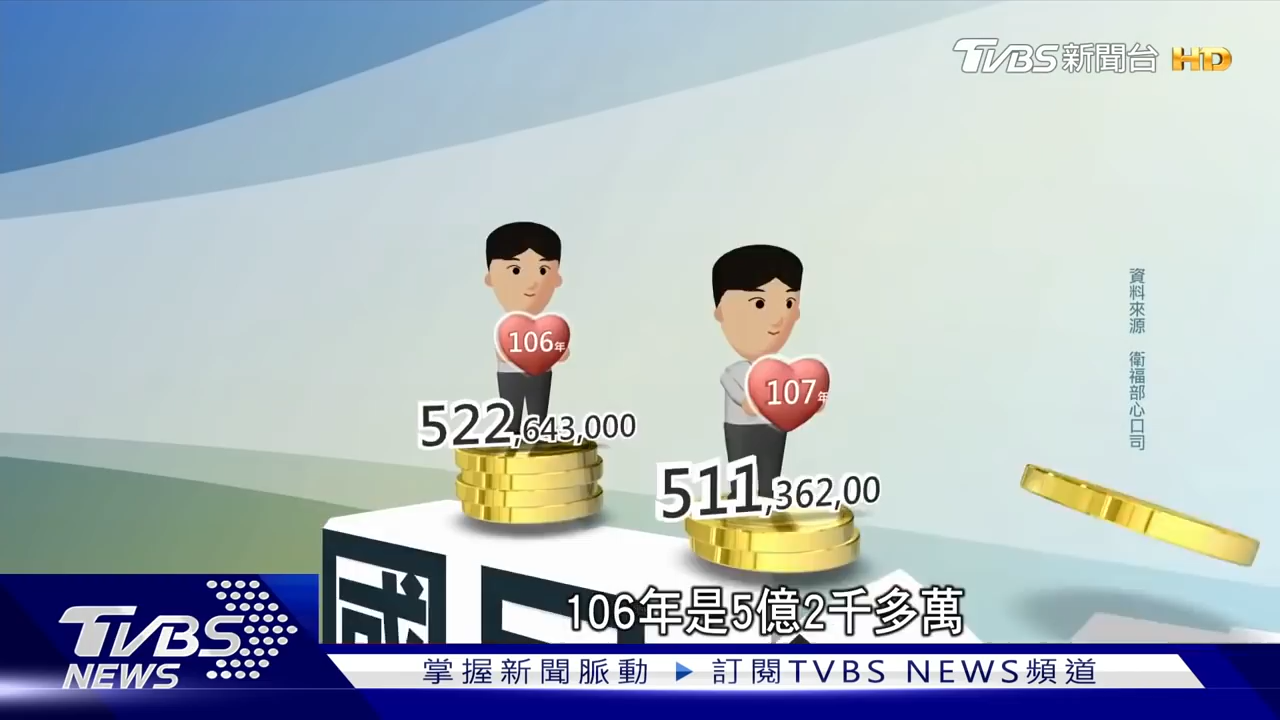 TVBS新聞台 HD
資料來源 衛福部心口司
106年
107年
522,643,000
511,362,00
國
106年是5億2千多萬
TVBS
NEWS
掌握新聞脈動 ▶ 訂閱TVBS NEWS頻道